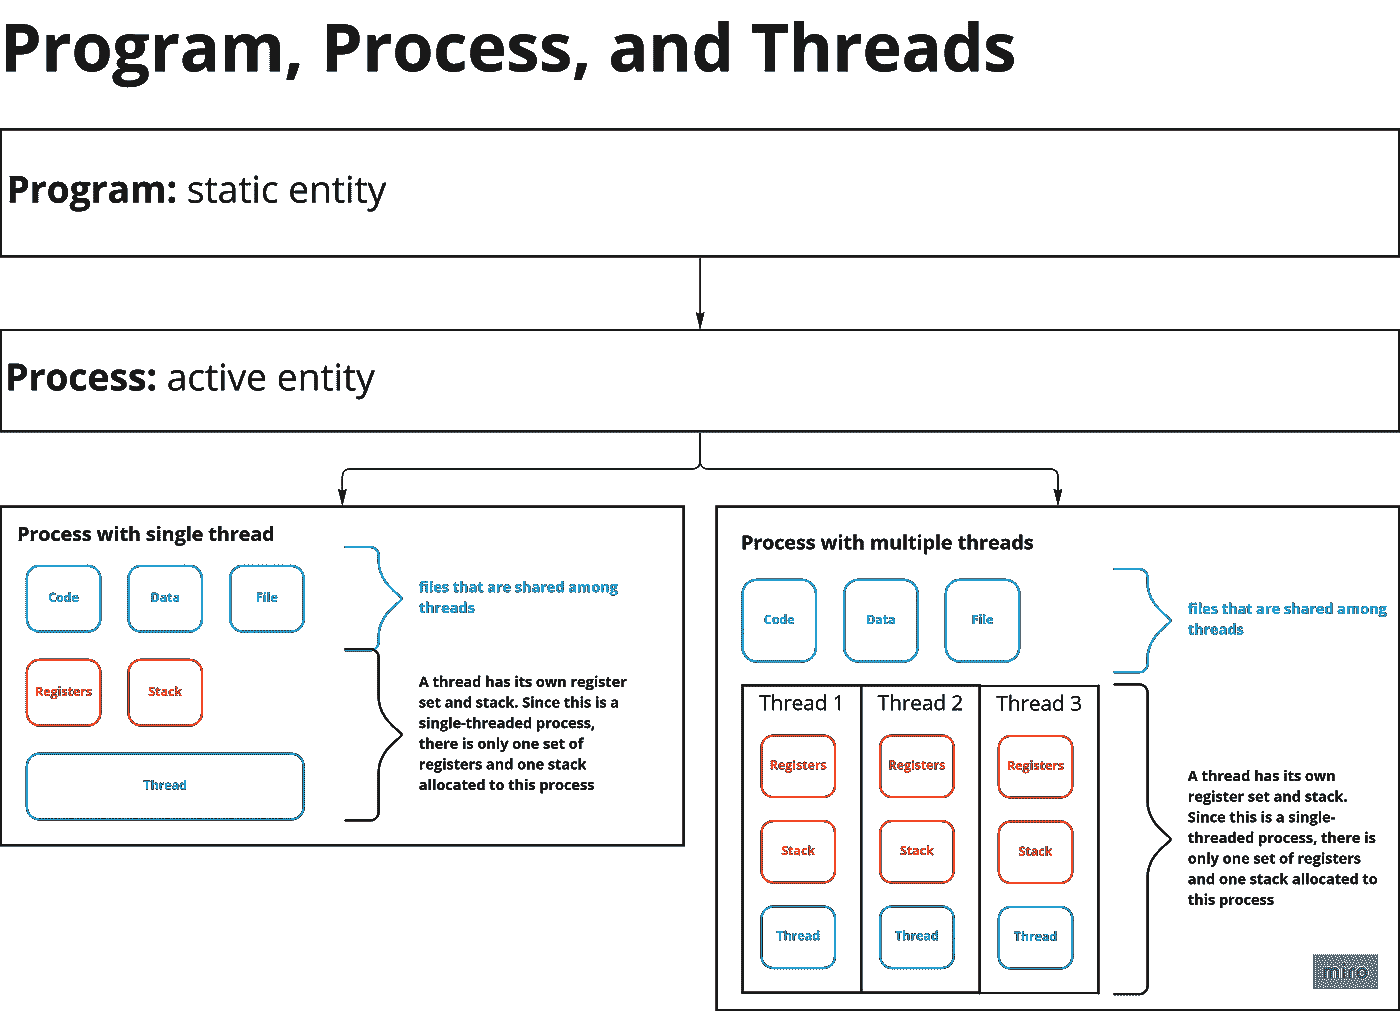 Program, Process, and Threads
Program: static entity
Process: active entity
Process with single thread
Code Data File
files that are shared among
threads
Registers Stack
Thread
A thread has its own register
set and stack. Since this is a
single-threaded process,
there is only one set of
registers and one stack
allocated to this process
Process with multiple threads
Code Data File
files that are shared among
threads
Thread 1 Thread 2 Thread 3
Registers Registers Registers
Stack Stack Stack
Thread Thread Thread
A thread has its own
register set and stack.
Since this is a single-
threaded process, there is
only one set of registers
and one stack allocated to
this process
miro